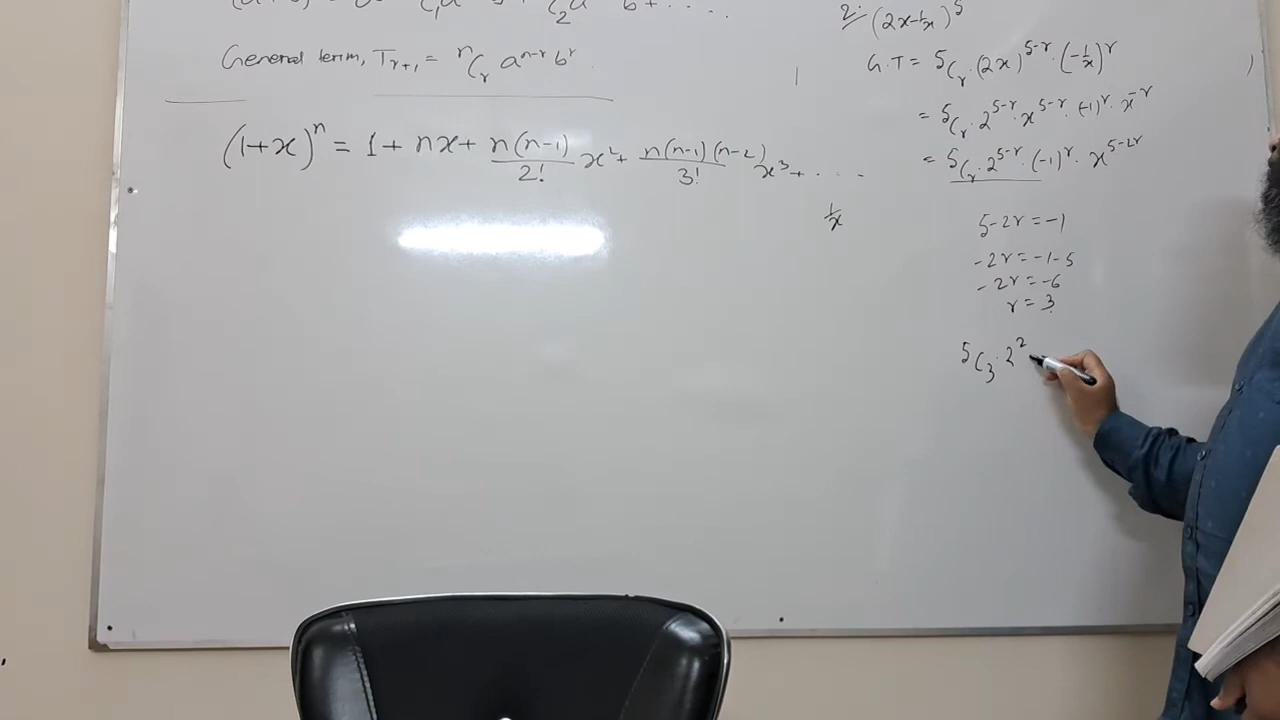 General term, Tᵣ₊₁ = ⁿCᵣ aⁿ⁻ʳ bʳ
(1+x)ⁿ = 1 + nx + n(n-1)/2! x² + n(n-1)(n-2)/3! x³ + . . .
1/x
2. (2x-1/x)⁵
G.T = ⁵Cᵣ . (2x)⁵⁻ʳ . (-1/x)ʳ
= ⁵Cᵣ . 2⁵⁻ʳ . x⁵⁻ʳ . (-1)ʳ . x⁻ʳ
= ⁵Cᵣ . 2⁵⁻ʳ . (-1)ʳ . x⁵⁻²ʳ
5-2r = -1
-2r = -1-5
-2r = -6
r = 3
⁵C₃ . 2²